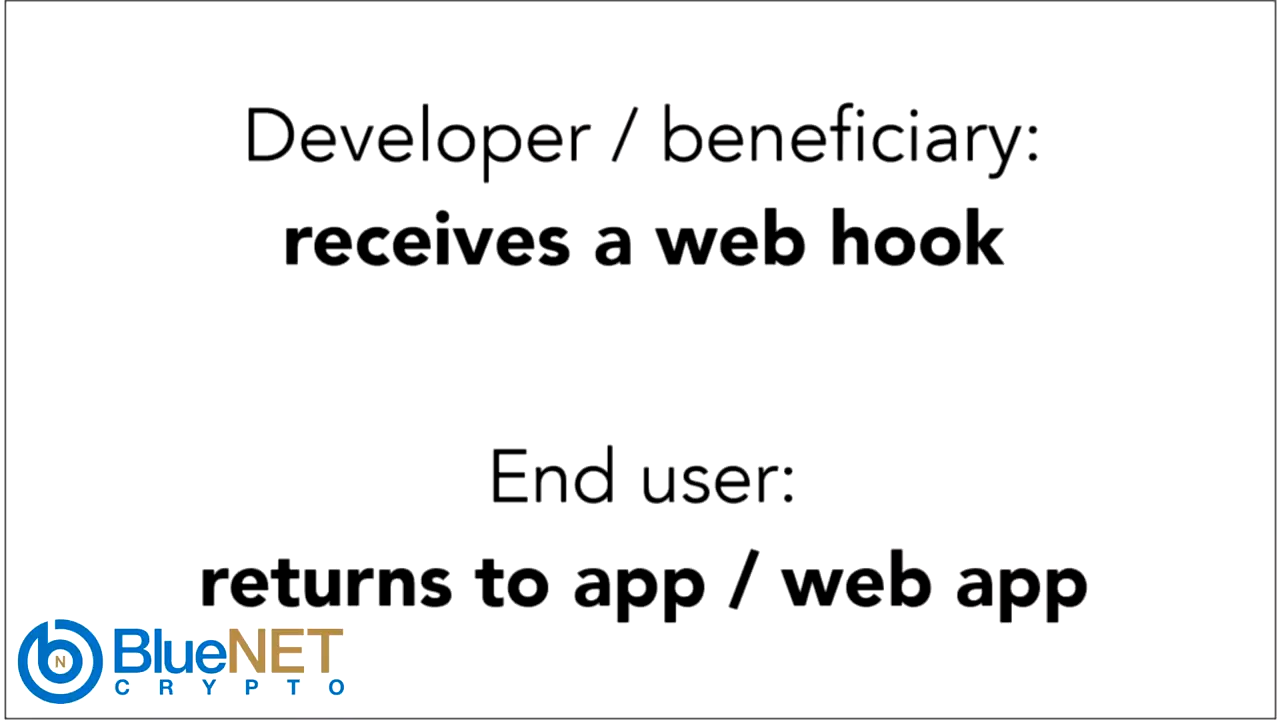 Developer / beneficiary:
receives a web hook
End user:
returns to app / web app
N
BlueNET
CRYPTO